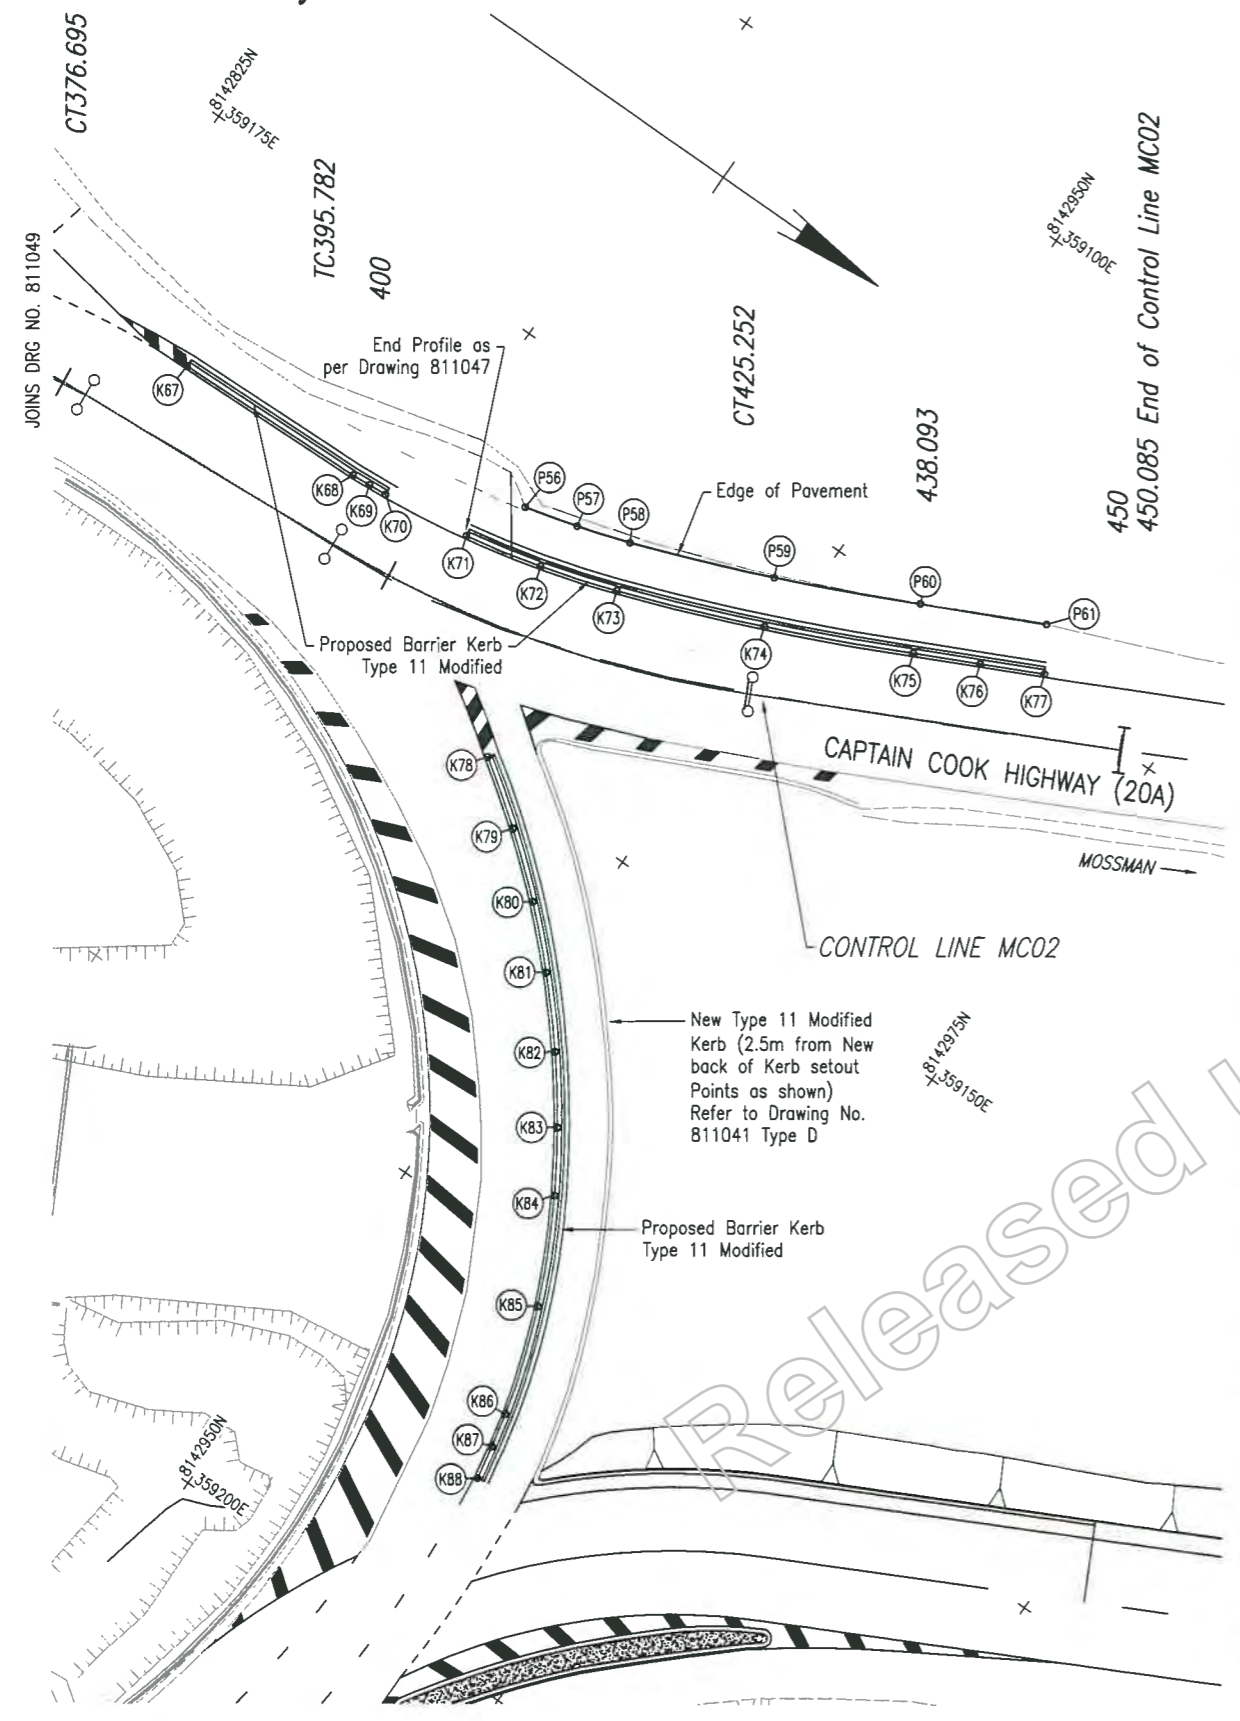 CT376.695
8142825N
359175E
TC395.782
400
JOINS DRG NO. 811049
End Profile as
per Drawing 811047
CT425.252
438.093
8142950N
359100E
450
450.085 End of Control Line MC02
K67
K68
K69
K70
K71
K72
K73
K74
K75
K76
K77
P56
P57
P58
P59
P60
P61
Edge of Pavement
Proposed Barrier Kerb
Type 11 Modified
CAPTAIN COOK HIGHWAY (20A)
MOSSMAN
CONTROL LINE MC02
K78
K79
K80
K81
K82
K83
K84
K85
K86
K87
K88
New Type 11 Modified
Kerb (2.5m from New
back of Kerb setout
Points as shown)
Refer to Drawing No.
811041 Type D
8142975N
359150E
Proposed Barrier Kerb
Type 11 Modified
8142950N
359200E
Released